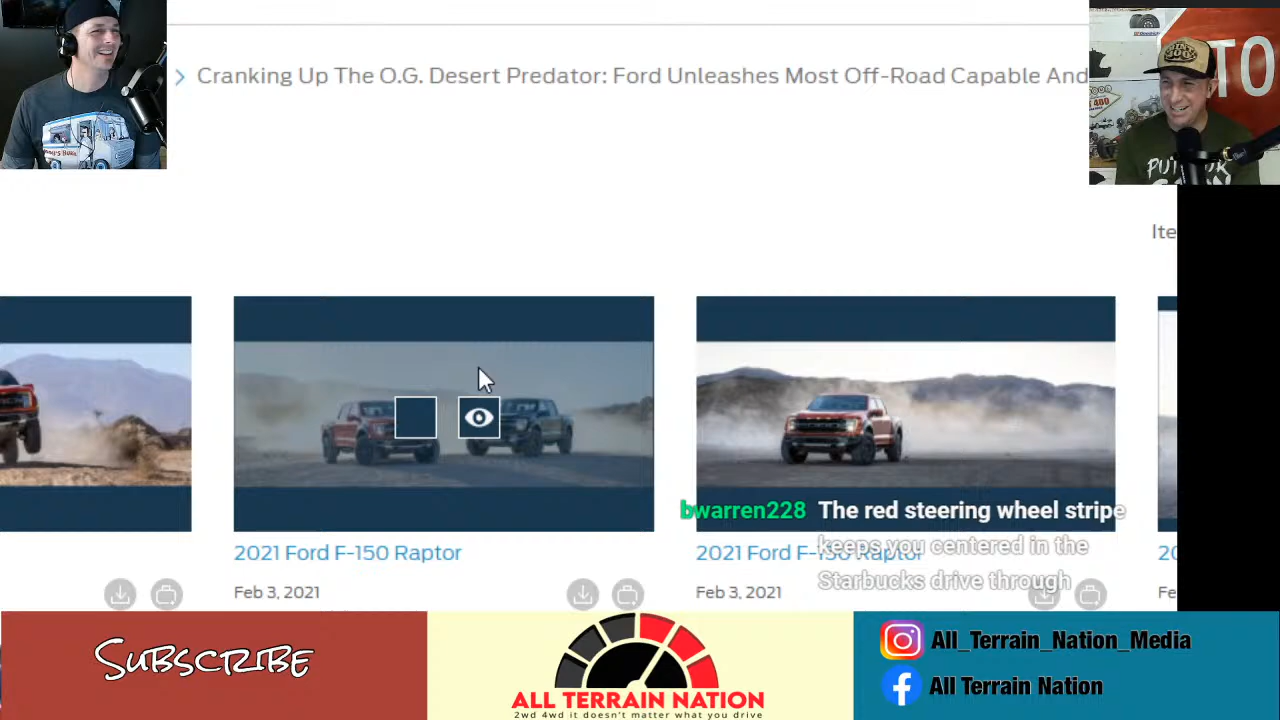 Cranking Up The O.G. Desert Predator: Ford Unleashes Most Off-Road Capable And
TO
Ite
2021 Ford F-150 Raptor
Feb 3, 2021
2021 Ford F-150 Raptor
Feb 3, 2021
20
Fe
bwarren228 The red steering wheel stripe
keeps you centered in the
Starbucks drive through
SUBSCRIBE
ALL TERRAIN NATION
2wd 4wd it doesn't matter what you drive
All_Terrain_Nation_Media
All Terrain Nation